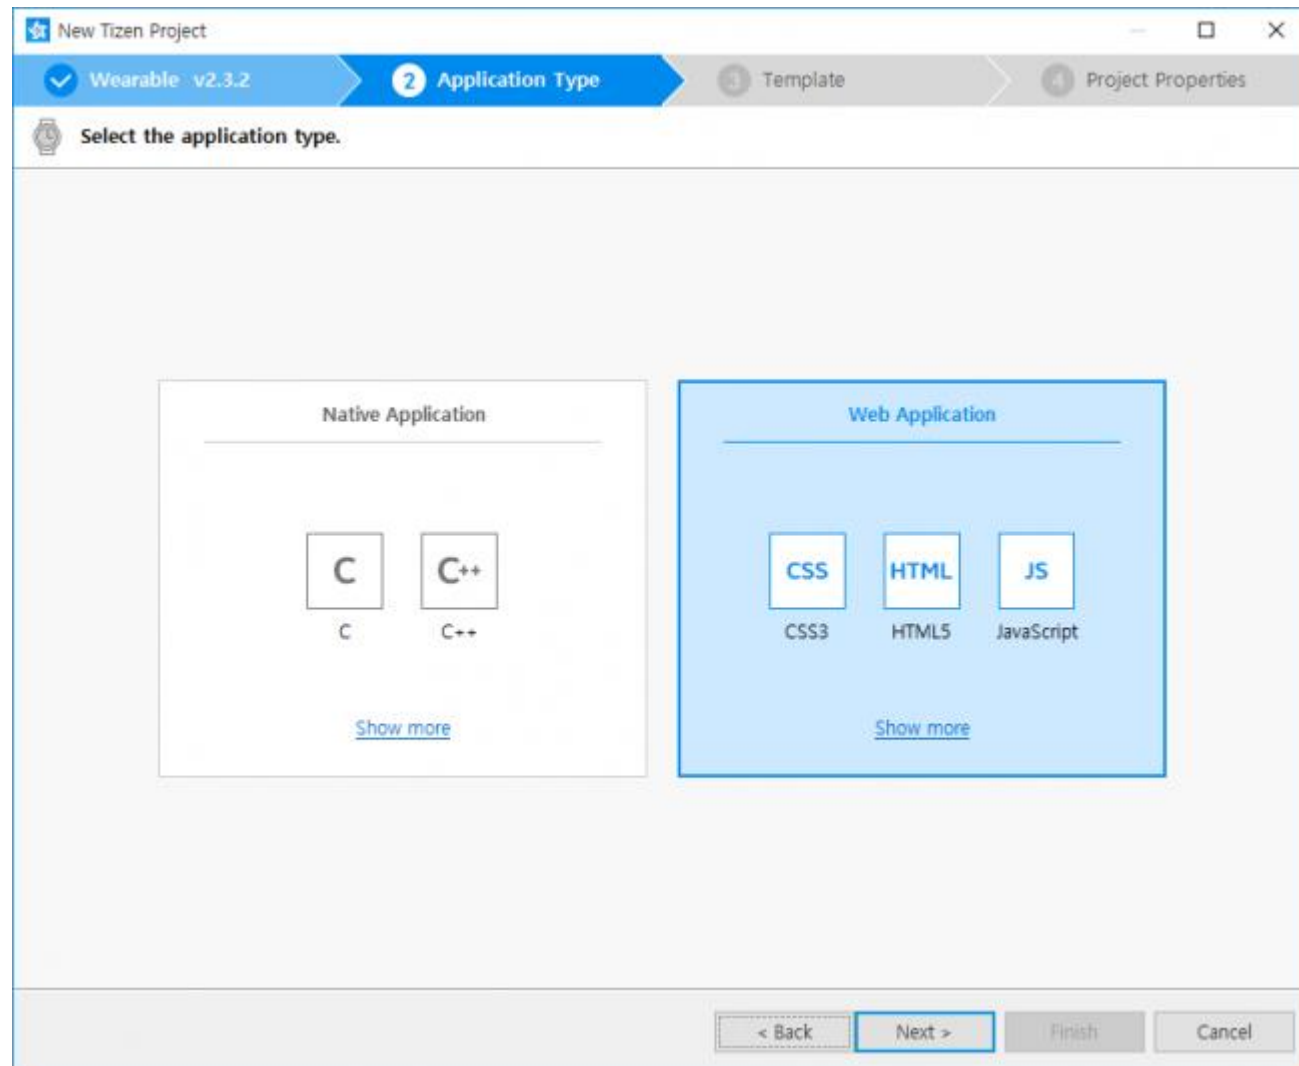 New Tizen Project
Wearable v2.3.2
2 Application Type
3 Template
4 Project Properties
Select the application type.
Native Application
C C++
C C++
Show more
Web Application
CSS HTML JS
CSS3 HTML5 JavaScript
Show more
< Back Next > Finish Cancel